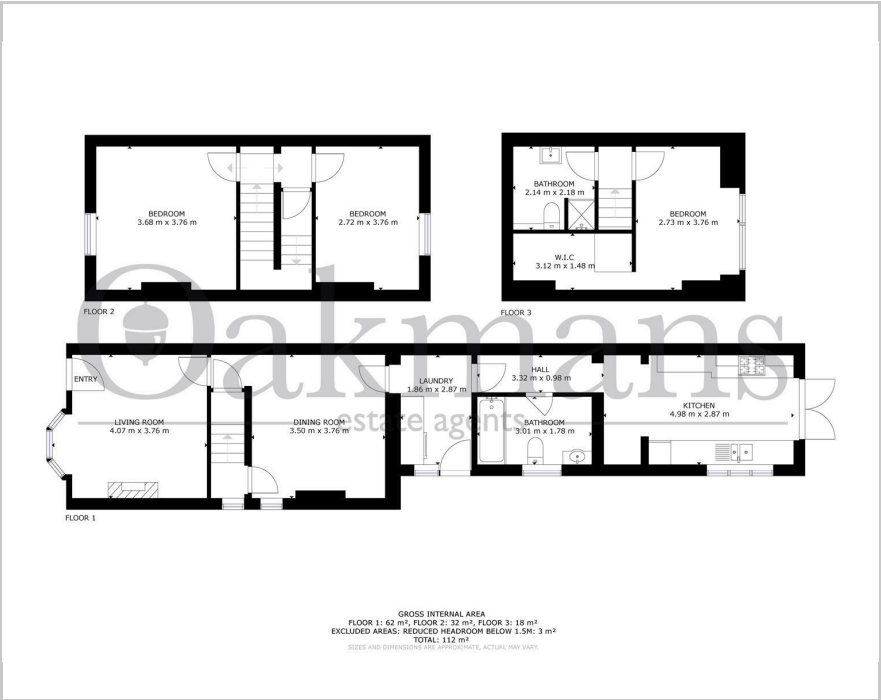 BEDROOM
3.68 m x 3.76 m
BEDROOM
2.72 m x 3.76 m
FLOOR 2
BATHROOM
2.14 m x 2.18 m
BEDROOM
2.73 m x 3.76 m
W.I.C
3.12 m x 1.48 m
FLOOR 3
Oakmans
estate agents
ENTRY
LIVING ROOM
4.07 m x 3.76 m
DINING ROOM
3.50 m x 3.76 m
LAUNDRY
1.86 m x 2.87 m
HALL
3.32 m x 0.98 m
BATHROOM
3.01 m x 1.78 m
KITCHEN
4.98 m x 2.87 m
FLOOR 1
GROSS INTERNAL AREA
FLOOR 1: 62 m², FLOOR 2: 32 m², FLOOR 3: 18 m²
EXCLUDED AREAS: REDUCED HEADROOM BELOW 1.5M: 3 m²
TOTAL: 112 m²
SIZES AND DIMENSIONS ARE APPROXIMATE, ACTUAL MAY VARY.